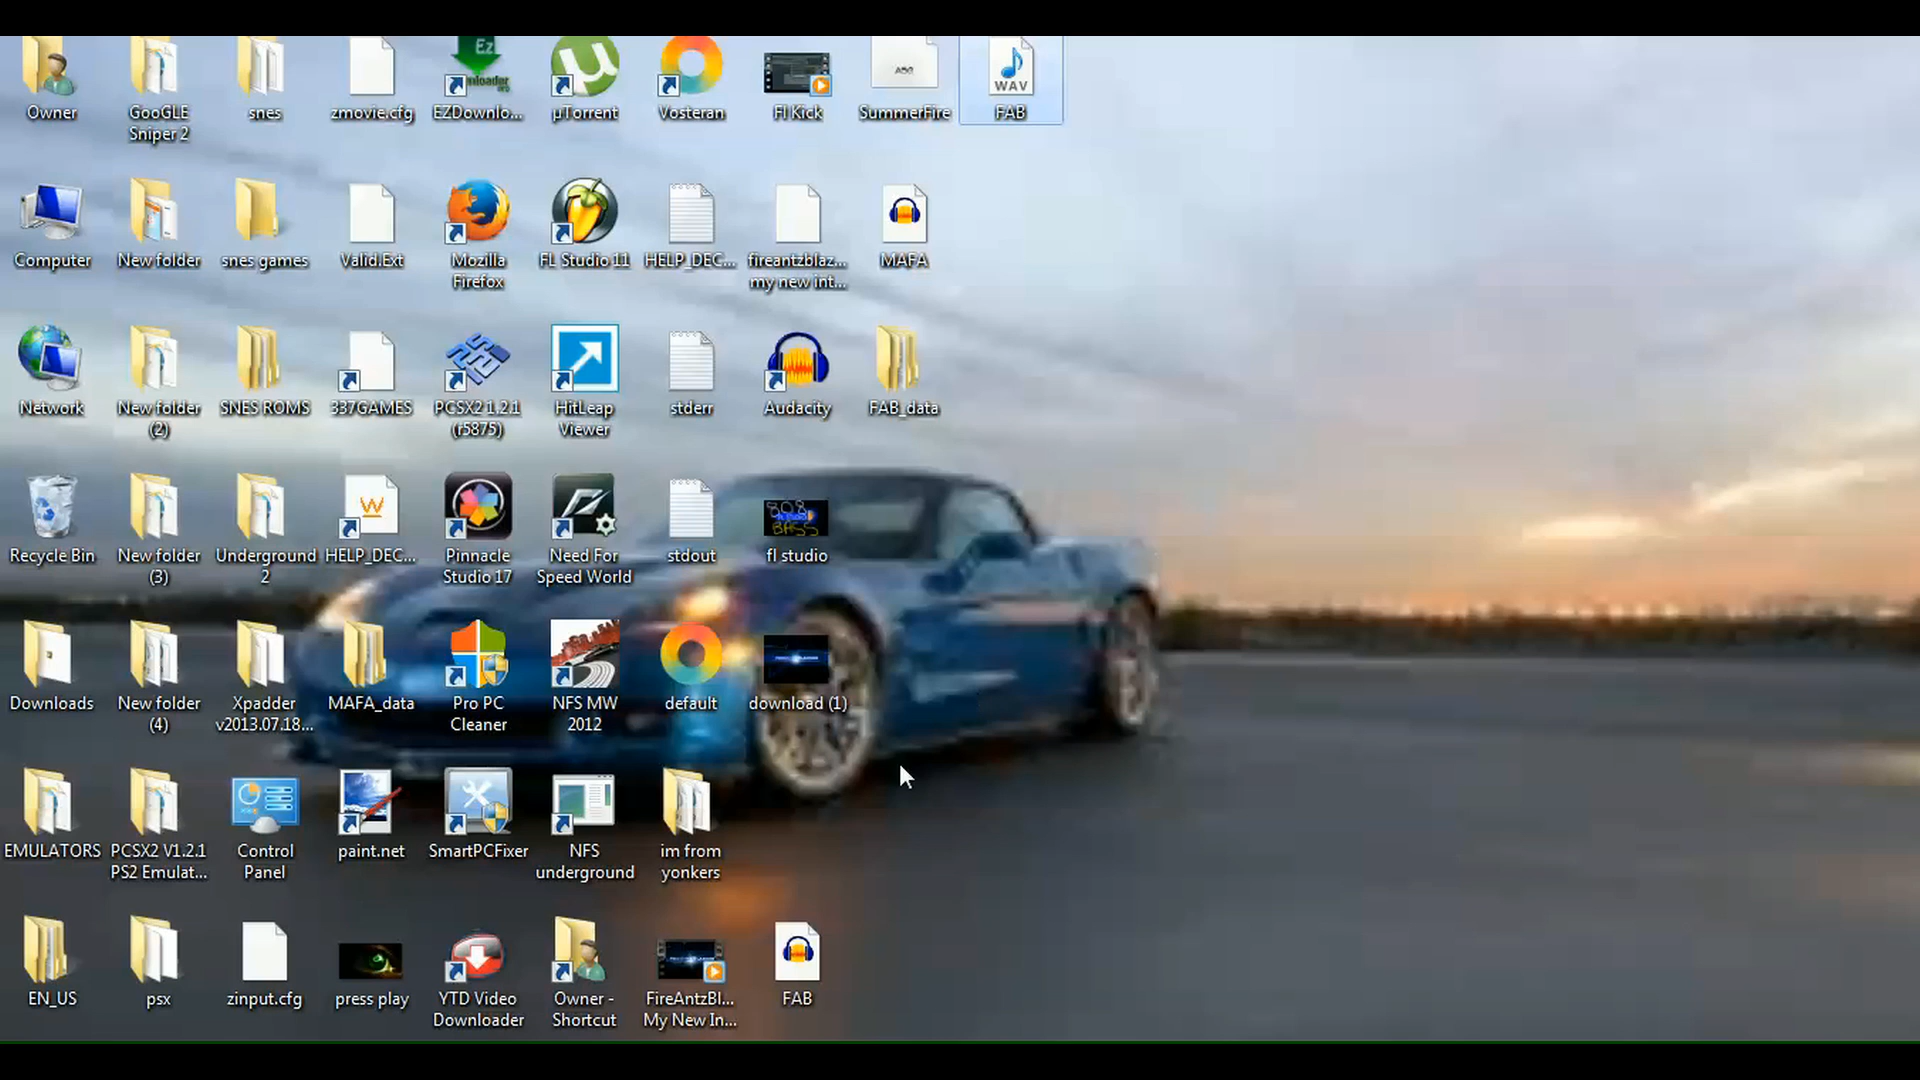 Owner
GooGLE
Sniper 2
snes
zmovie.cfg
Ez
nloader
EZDownlo...
µ
µTorrent
Vosteran
Fl Kick
SummerFire
WAV
FAB
Computer
New folder
snes games
Valid.Ext
Mozilla
Firefox
FL Studio 11
HELP_DEC...
fireantzblaz...
my new int...
MAFA
Network
New folder
(2)
SNES ROMS
337GAMES
PCSX2 1.2.1
(r5875)
HitLeap
Viewer
stderr
Audacity
FAB_data
Recycle Bin
New folder
(3)
Underground
2
W
HELP_DEC...
Pinnacle
Studio 17
Need For
Speed World
stdout
808
BASS
fl studio
Downloads
New folder
(4)
Xpadder
v2013.07.18...
MAFA_data
Pro PC
Cleaner
NFS MW
2012
default
download (1)
EMULATORS
PCSX2 V1.2.1
PS2 Emulat...
Control
Panel
paint.net
SmartPCFixer
NFS
underground
im from
yonkers
EN_US
psx
zinput.cfg
press play
YTD Video
Downloader
Owner -
Shortcut
FireAntzBl...
My New In...
FAB